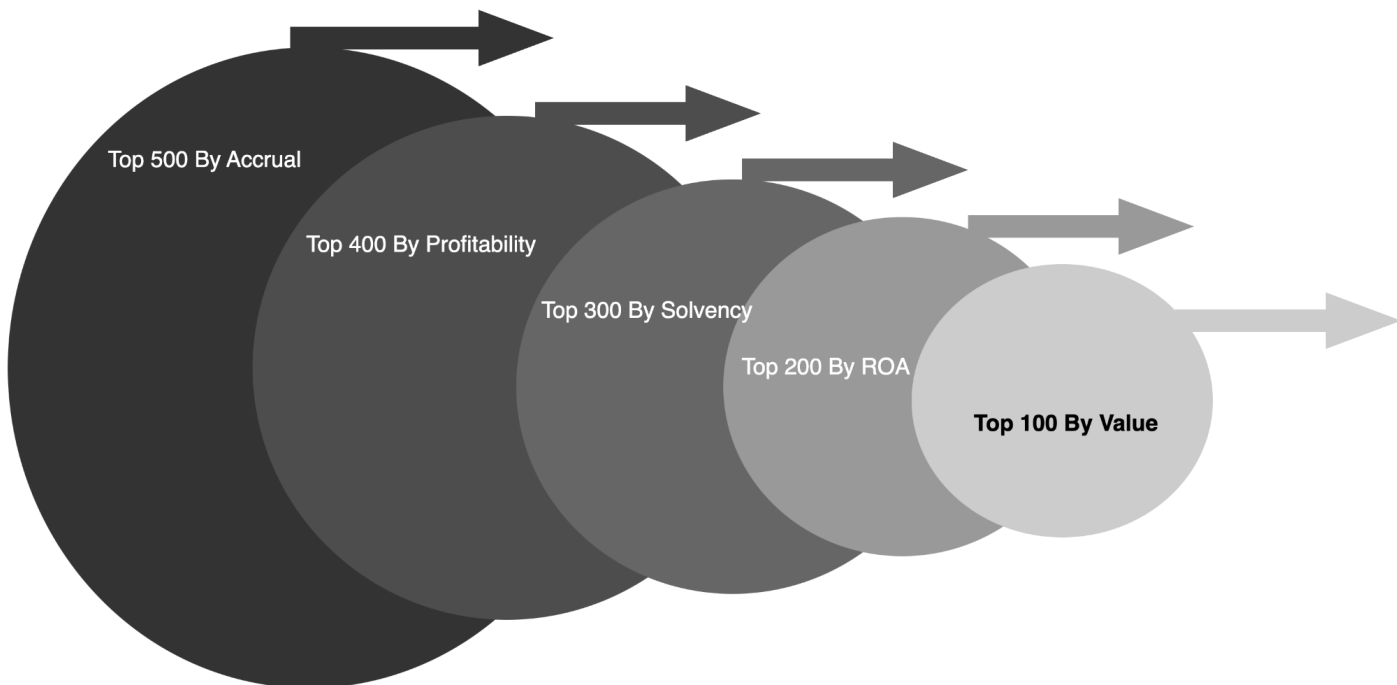 Top 500 By Accrual
Top 400 By Profitability
Top 300 By Solvency
Top 200 By ROA
Top 100 By Value